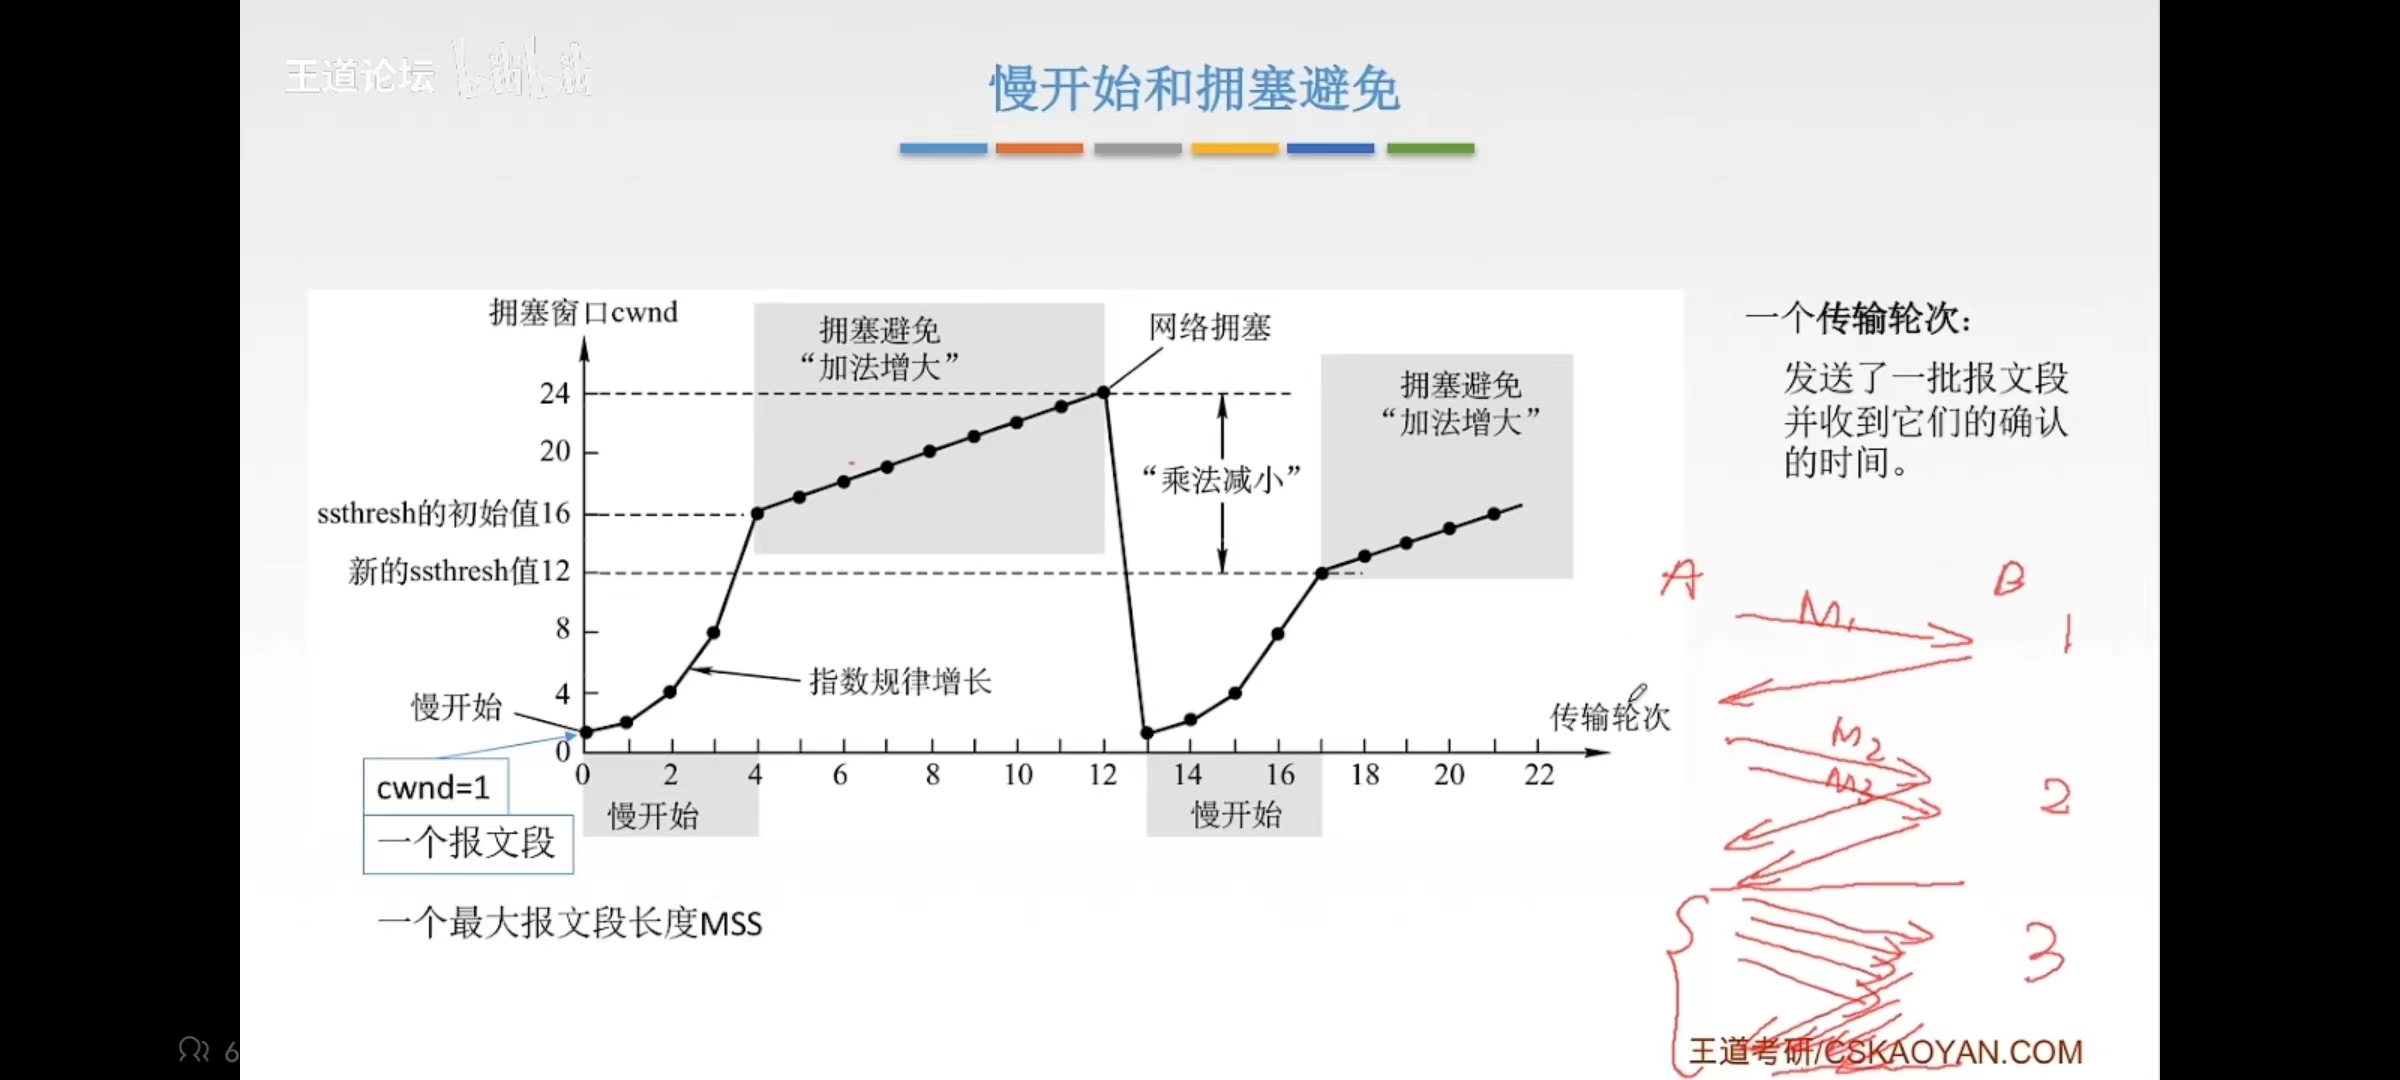 王道论坛 bilibili
慢开始和拥塞避免
拥塞窗口cwnd
拥塞避免
“加法增大”
网络拥塞
拥塞避免
“加法增大”
24
20
“乘法减小”
ssthresh的初始值16
新的ssthresh值12
8
指数规律增长
4
慢开始
传输轮次
0
0 2 4 6 8 10 12 14 16 18 20 22
cwnd=1
慢开始
慢开始
一个报文段
一个最大报文段长度MSS
一个传输轮次：
发送了一批报文段
并收到它们的确认
的时间。
A B
M1 1
M2
M3 2
3
王道考研/CSKAOYAN.COM
6